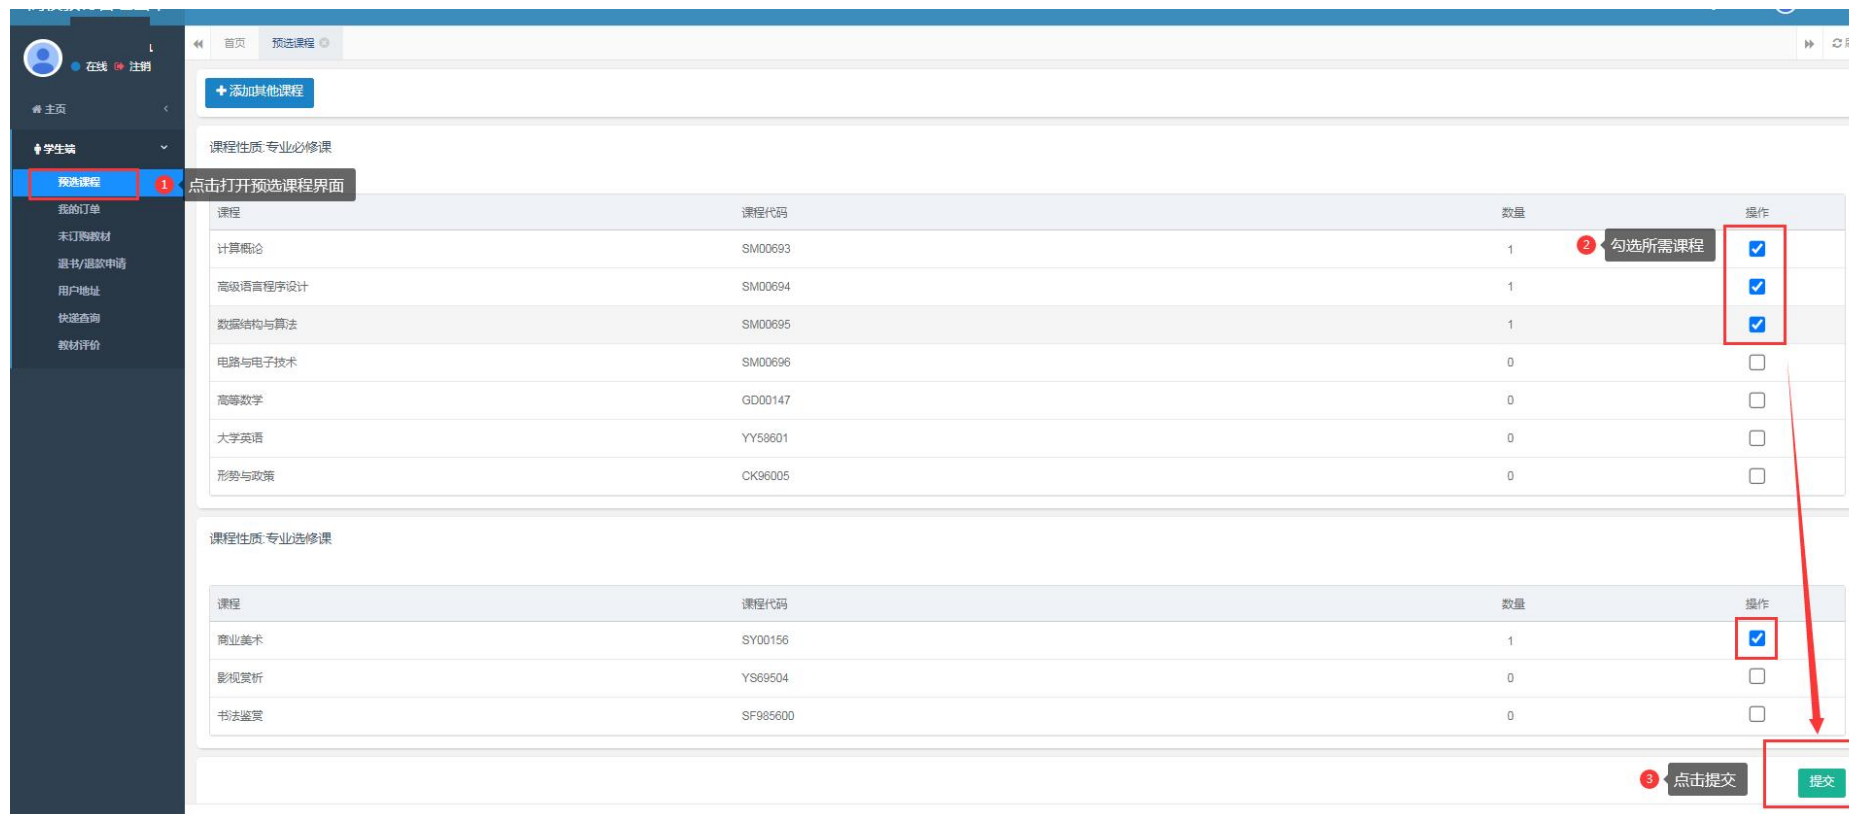 首页 预选课程
在线 注销
+添加其他课程
主页
学生端
课程性质:专业必修课
预选课程 1 点击打开预选课程界面
我的订单
未订购教材
退书/退款申请
用户地址
快递查询
教材评价
课程 课程代码 数量 操作
计算概论 SM00693 1 2 勾选所需课程
高级语言程序设计 SM00694 1
数据结构与算法 SM00695 1
电路与电子技术 SM00696 0
高等数学 GD00147 0
大学英语 YY58601 0
形势与政策 CK96005 0
课程性质:专业选修课
课程 课程代码 数量 操作
商业美术 SY00156 1
影视赏析 YS69504 0
书法鉴赏 SF985600 0
3 点击提交 提交